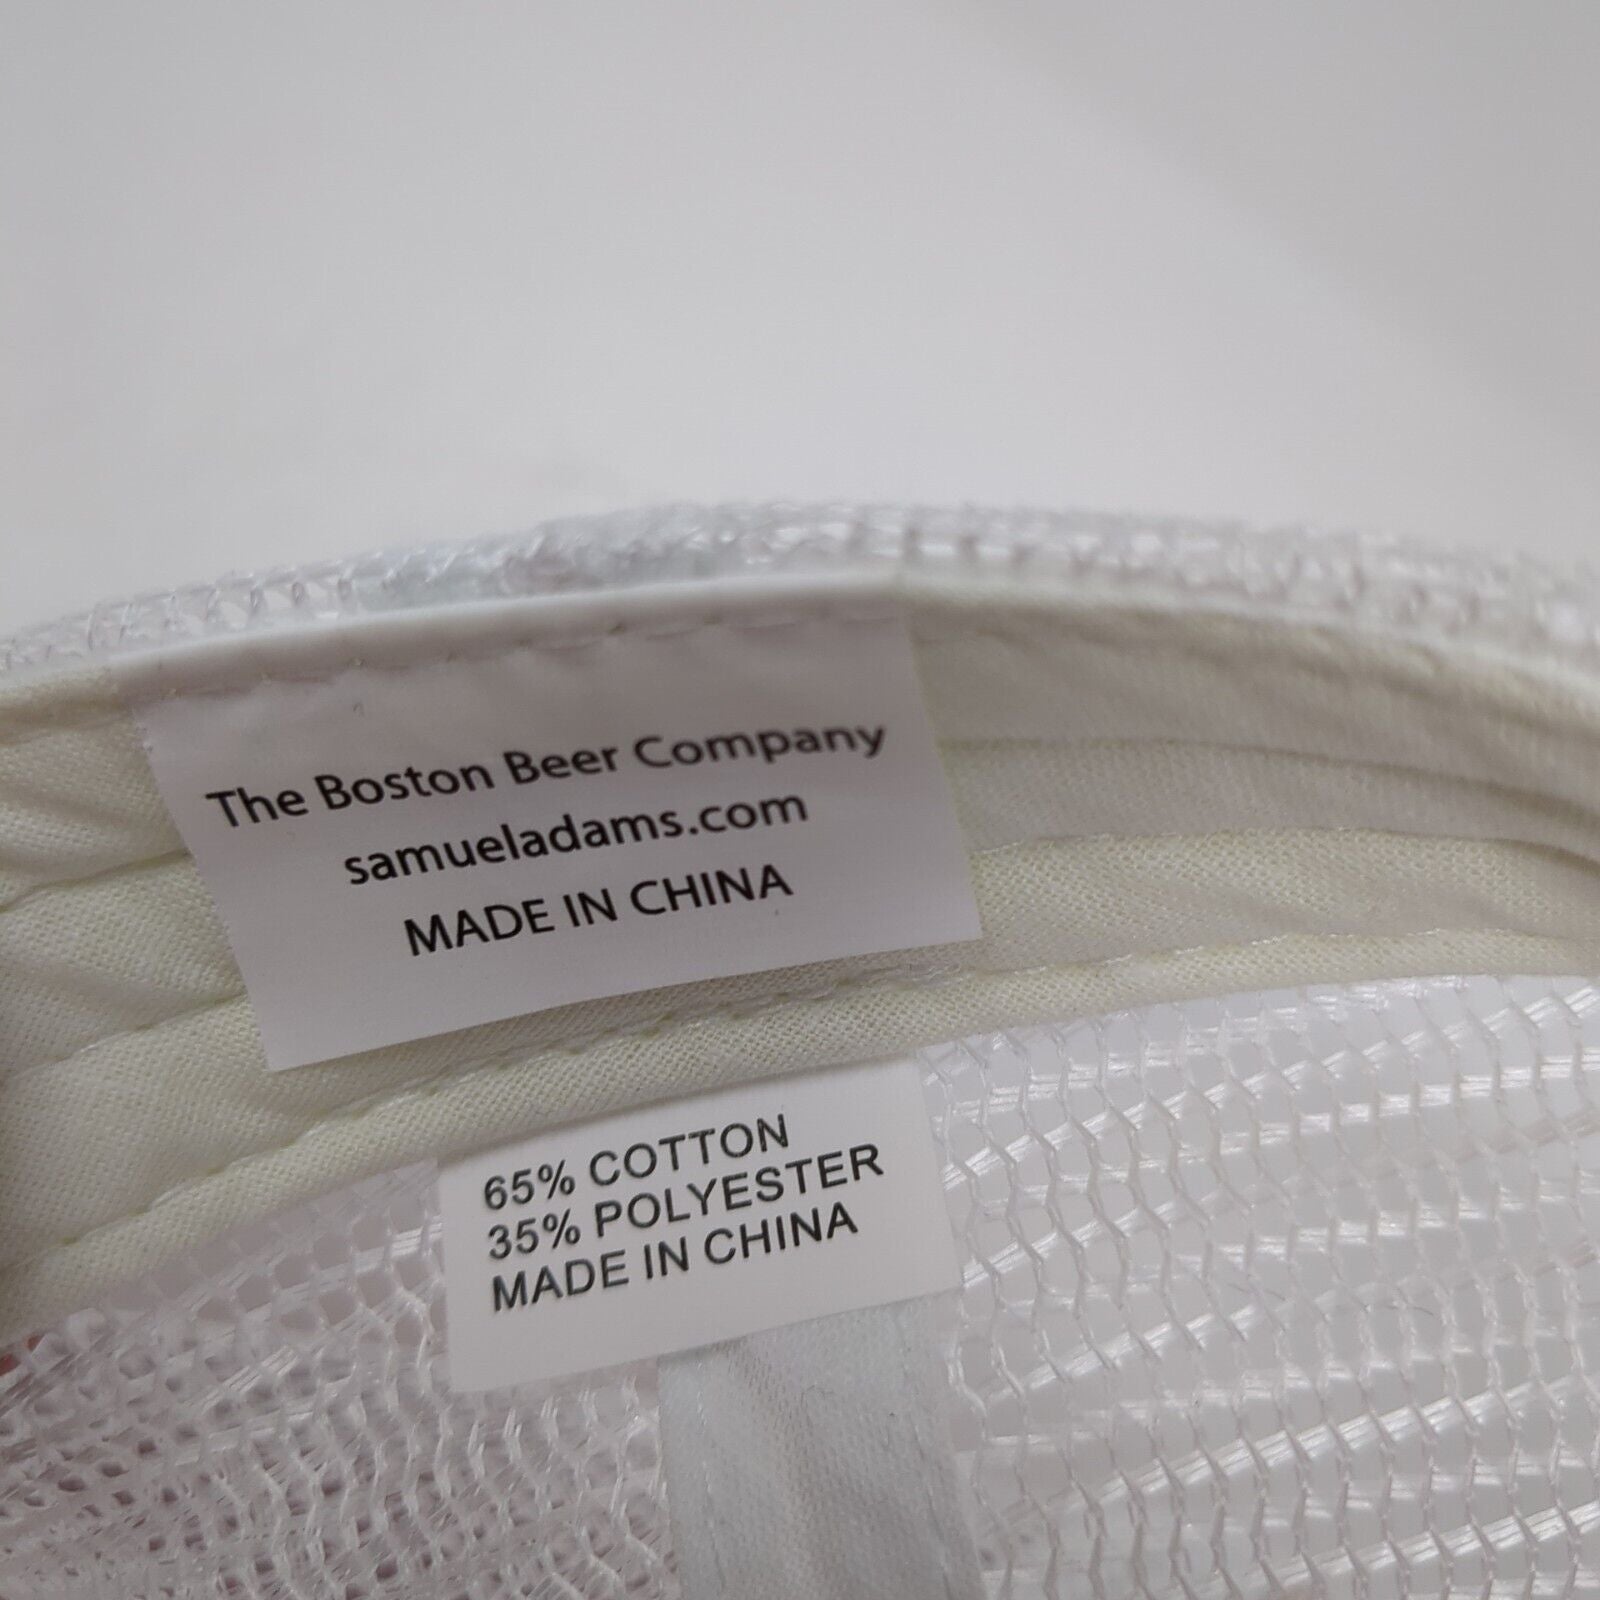 The Boston Beer Company
samueladams.com
MADE IN CHINA
65% COTTON
35% POLYESTER
MADE IN CHINA